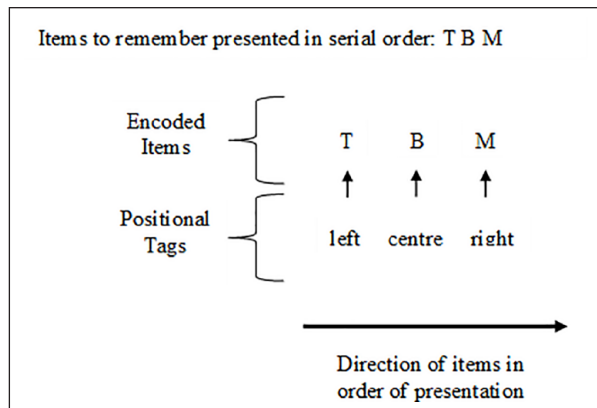 Items to remember presented in serial order: T B M
Encoded
Items
T B M
Positional
Tags
left centre right
Direction of items in
order of presentation